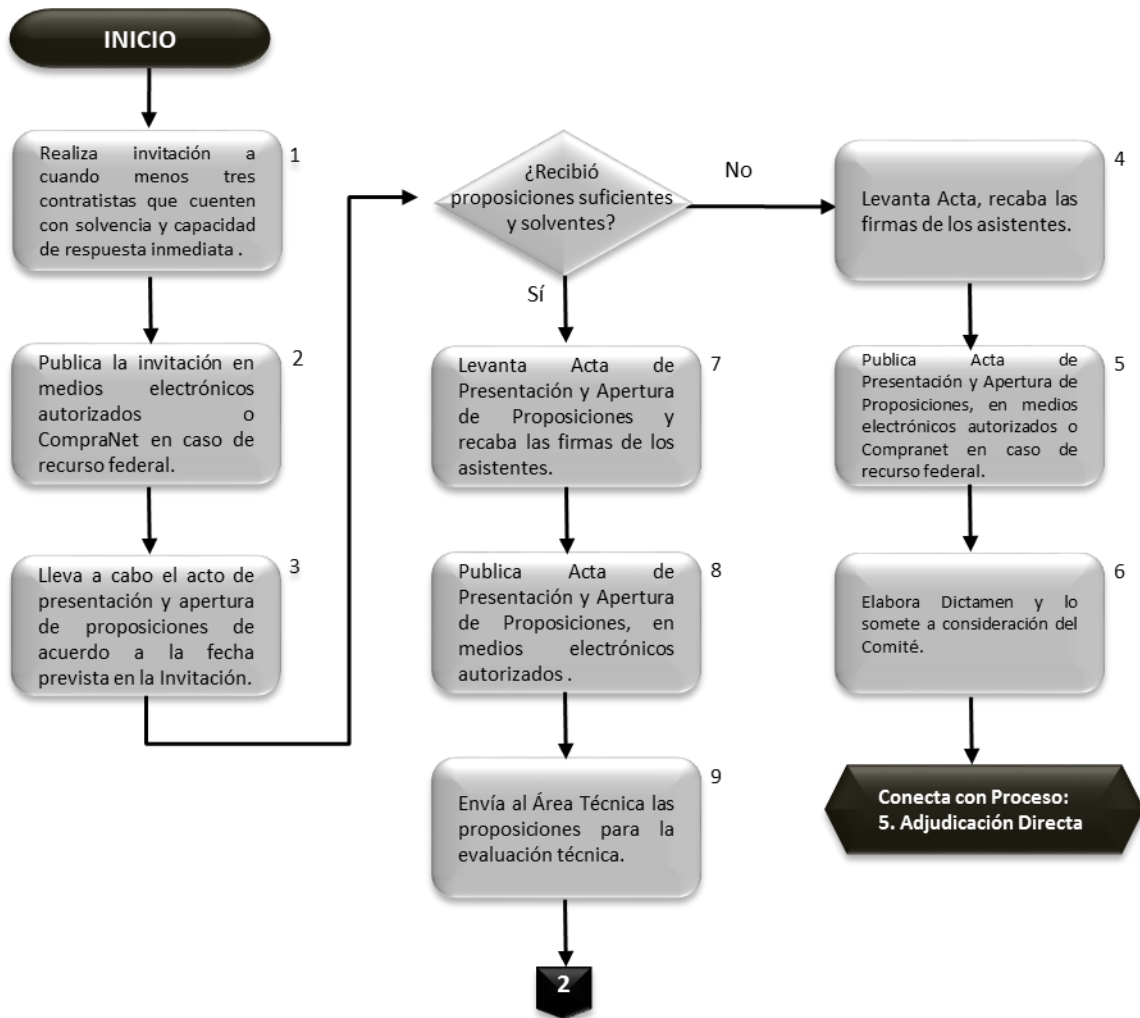 INICIO
1
Realiza invitación a
cuando menos tres
contratistas que cuenten
con solvencia y capacidad
de respuesta inmediata .
2
Publica la invitación en
medios electrónicos
autorizados o
CompraNet en caso de
recurso federal.
3
Lleva a cabo el acto de
presentación y apertura
de proposiciones de
acuerdo a la fecha
prevista en la Invitación.
¿Recibió
proposiciones suficientes
y solventes?
No
Sí
4
Levanta Acta, recaba las
firmas de los asistentes.
5
Publica Acta de
Presentación y Apertura de
Proposiciones, en medios
electrónicos autorizados o
Compranet en caso de
recurso federal.
6
Elabora Dictamen y lo
somete a consideración del
Comité.
Conecta con Proceso:
5. Adjudicación Directa
7
Levanta Acta de
Presentación y Apertura
de Proposiciones y
recaba las firmas de los
asistentes.
8
Publica Acta de
Presentación y Apertura
de Proposiciones, en
medios electrónicos
autorizados .
9
Envía al Área Técnica las
proposiciones para la
evaluación técnica.
2